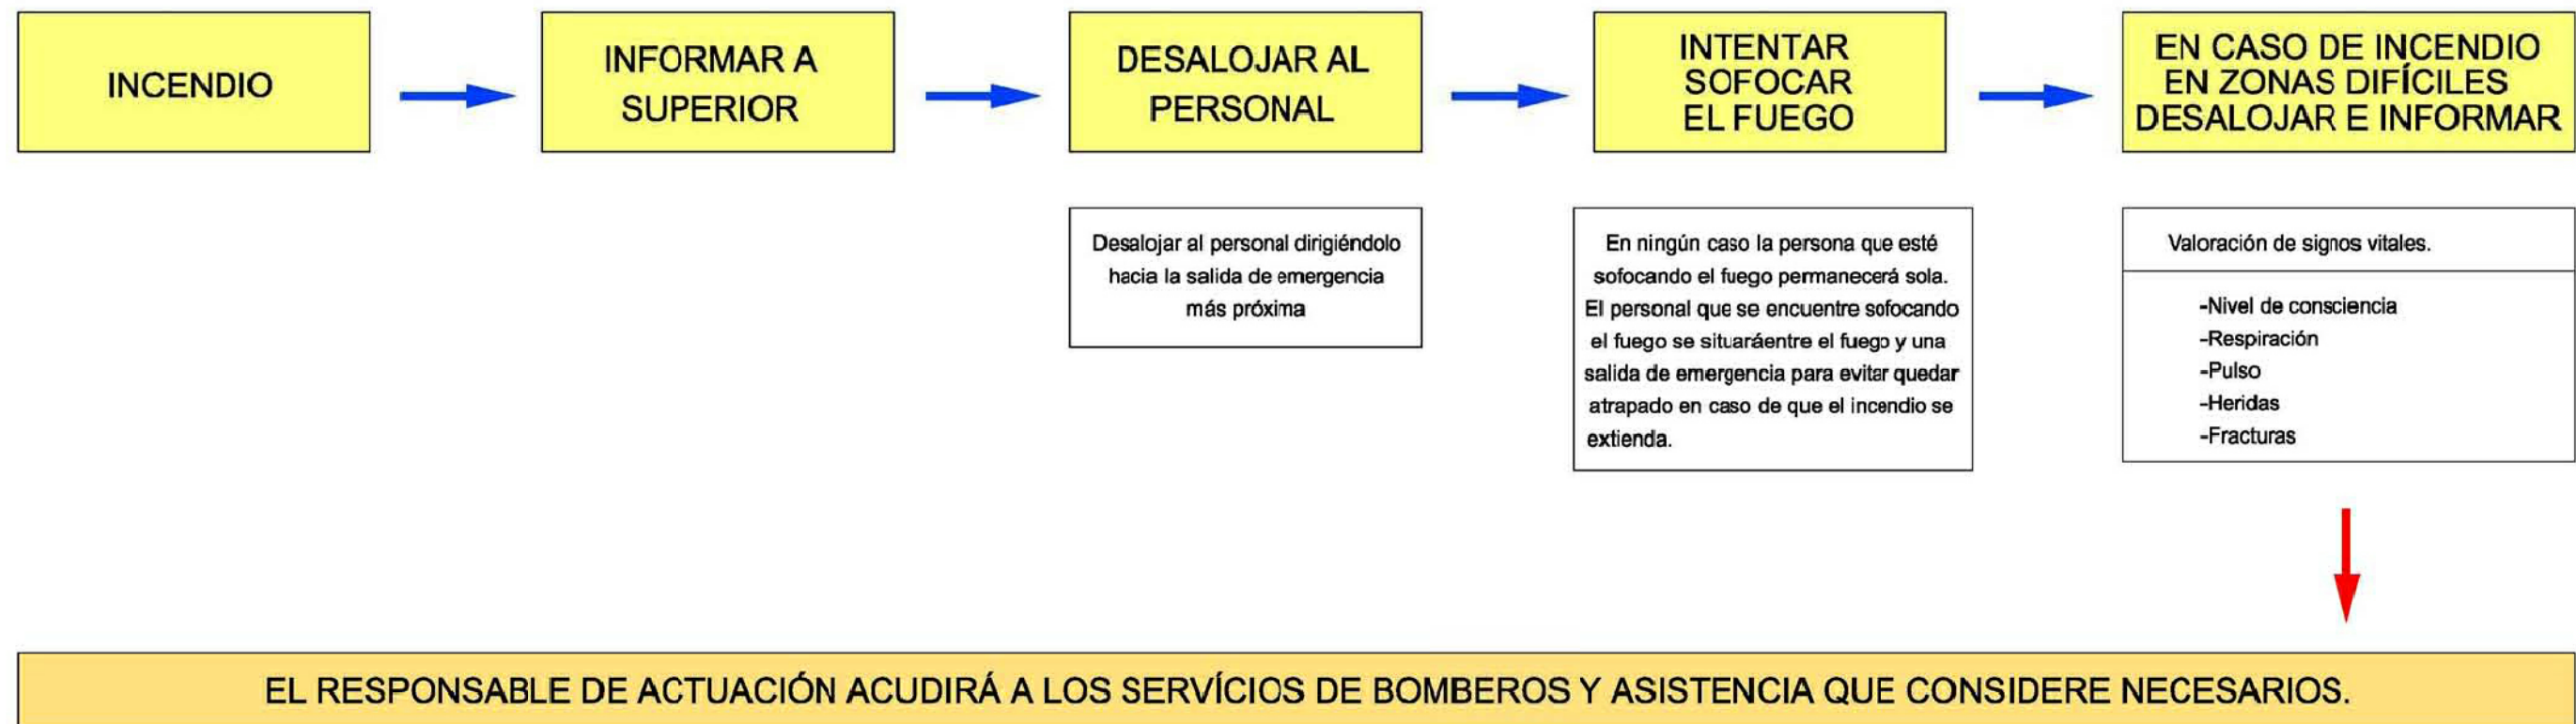 INCENDIO
INFORMAR A
SUPERIOR
DESALOJAR AL
PERSONAL
INTENTAR
SOFOCAR
EL FUEGO
EN CASO DE INCENDIO
EN ZONAS DIFÍCILES
DESALOJAR E INFORMAR
Desalojar al personal dirigiéndolo
hacia la salida de emergencia
más próxima
En ningún caso la persona que esté
sofocando el fuego permanecerá sola.
El personal que se encuentre sofocando
el fuego se situaráentre el fuego y una
salida de emergencia para evitar quedar
atrapado en caso de que el incendio se
extienda.
Valoración de signos vitales.
-Nivel de consciencia
-Respiración
-Pulso
-Heridas
-Fracturas
EL RESPONSABLE DE ACTUACIÓN ACUDIRÁ A LOS SERVÍCIOS DE BOMBEROS Y ASISTENCIA QUE CONSIDERE NECESARIOS.